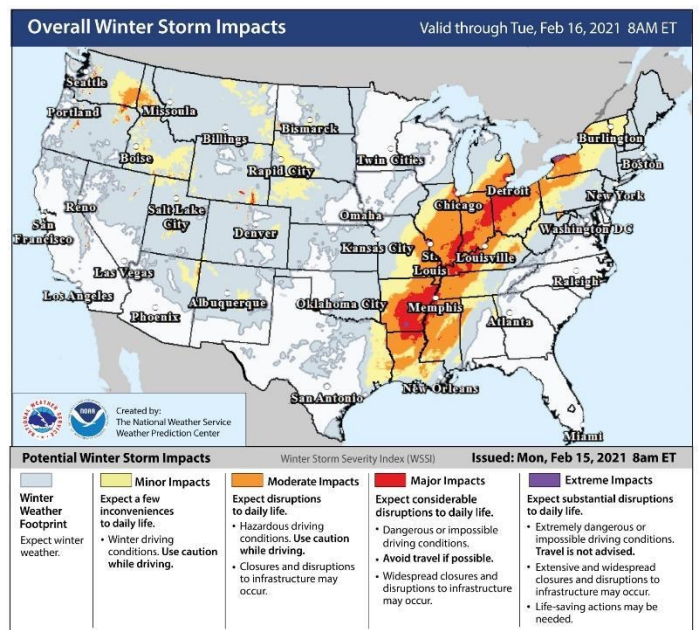 Overall Winter Storm Impacts
Valid through Tue, Feb 16, 2021 8AM ET
Seattle
Portland
Missoula
Billings
Bismarck
Burlington
Boise
Rapid City
Twin Cities
Boston
Detroit
New York
Reno
Salt Lake
City
Omaha
Chicago
San
Francisco
Denver
Kansas City
St.
Louis
Louisville
Washington DC
Las Vegas
Raleigh
Los Angeles
Albuquerque
Oklahoma City
Memphis
Phoenix
Atlanta
San Antonio
New Orleans
Miami
NATIONAL WEATHER SERVICE
NOAA
Created by:
The National Weather Service
Weather Prediction Center
Potential Winter Storm Impacts
Winter Storm Severity Index (WSSI)
Issued: Mon, Feb 15, 2021 8am ET
Winter
Weather
Footprint
Expect winter
weather.
Minor Impacts
Expect a few
inconveniences
to daily life.
• Winter driving
conditions. Use caution
while driving.
Moderate Impacts
Expect disruptions
to daily life.
• Hazardous driving
conditions. Use caution
while driving.
• Closures and disruptions
to infrastructure may
occur.
Major Impacts
Expect considerable
disruptions to daily life.
• Dangerous or impossible
driving conditions.
• Avoid travel if possible.
• Widespread closures and
disruptions to infrastructure
may occur.
Extreme Impacts
Expect substantial disruptions
to daily life.
• Extremely dangerous or
impossible driving conditions.
Travel is not advised.
• Extensive and widespread
closures and disruptions to
infrastructure may occur.
• Life-saving actions may be
needed.